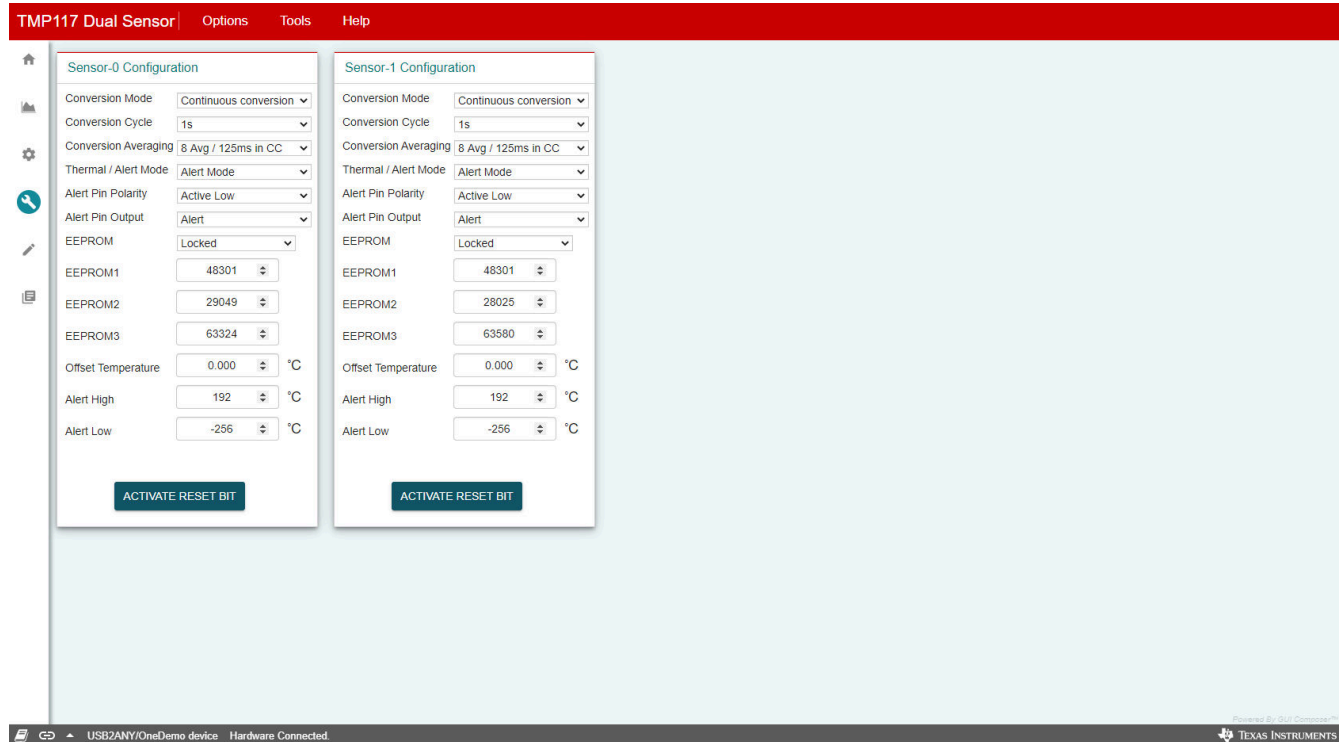 TMP117 Dual Sensor Options Tools Help
Sensor-0 Configuration
Conversion Mode Continuous conversion
Conversion Cycle 1s
Conversion Averaging 8 Avg / 125ms in CC
Thermal / Alert Mode Alert Mode
Alert Pin Polarity Active Low
Alert Pin Output Alert
EEPROM Locked
EEPROM1 48301
EEPROM2 29049
EEPROM3 63324
Offset Temperature 0.000 °C
Alert High 192 °C
Alert Low -256 °C
ACTIVATE RESET BIT
Sensor-1 Configuration
Conversion Mode Continuous conversion
Conversion Cycle 1s
Conversion Averaging 8 Avg / 125ms in CC
Thermal / Alert Mode Alert Mode
Alert Pin Polarity Active Low
Alert Pin Output Alert
EEPROM Locked
EEPROM1 48301
EEPROM2 28025
EEPROM3 63580
Offset Temperature 0.000 °C
Alert High 192 °C
Alert Low -256 °C
ACTIVATE RESET BIT
Powered By GUI Composer™
USB2ANY/OneDemo device Hardware Connected. TEXAS INSTRUMENTS